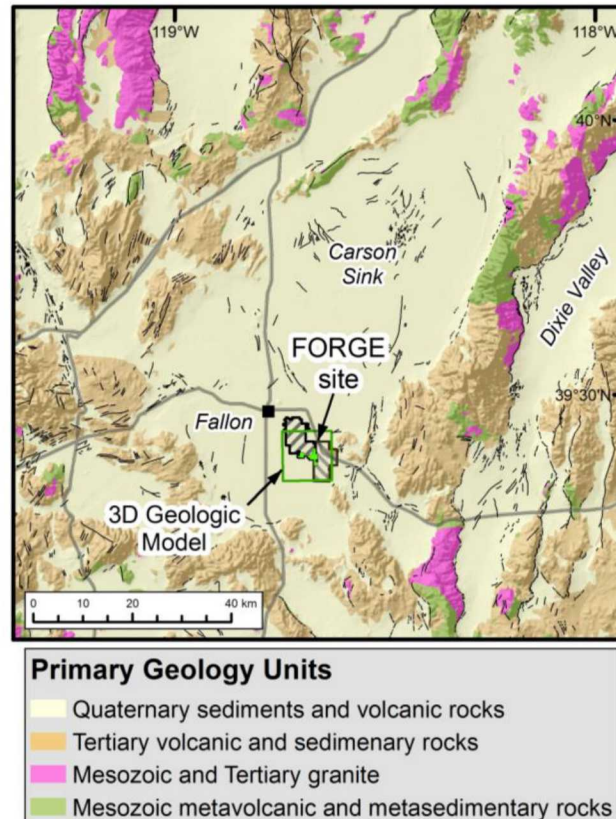 119°W
118°W
40°N
Carson
Sink
Dixie Valley
FORGE
site
39°30'N
Fallon
3D Geologic
Model
0 10 20 40 km
Primary Geology Units
Quaternary sediments and volcanic rocks
Tertiary volcanic and sedimenary rocks
Mesozoic and Tertiary granite
Mesozoic metavolcanic and metasedimentary rocks